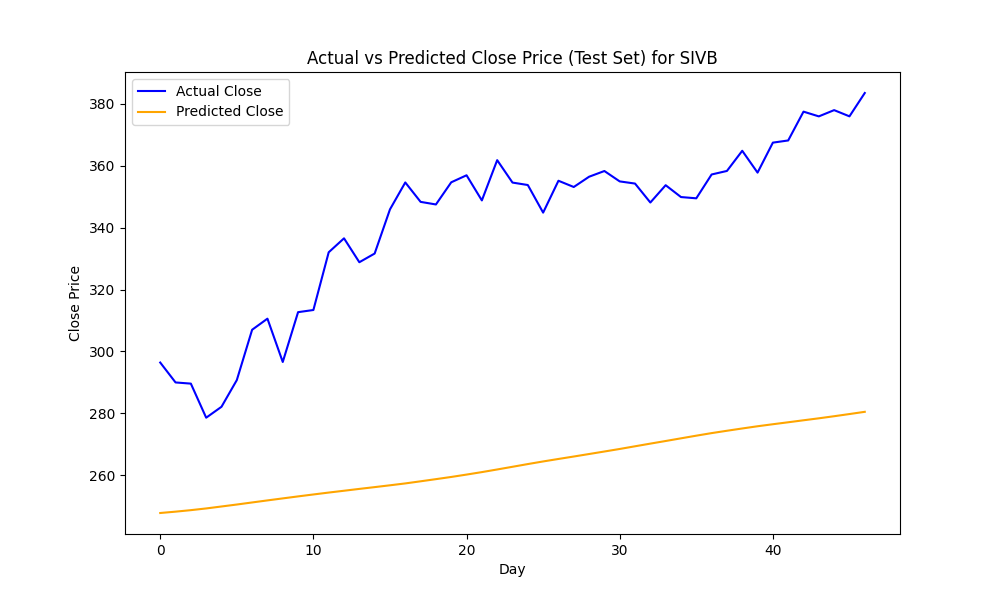 Actual vs Predicted Close Price (Test Set) for SIVB
Actual Close
Predicted Close
Close Price
380
360
340
320
300
280
260
0 10 20 30 40
Day